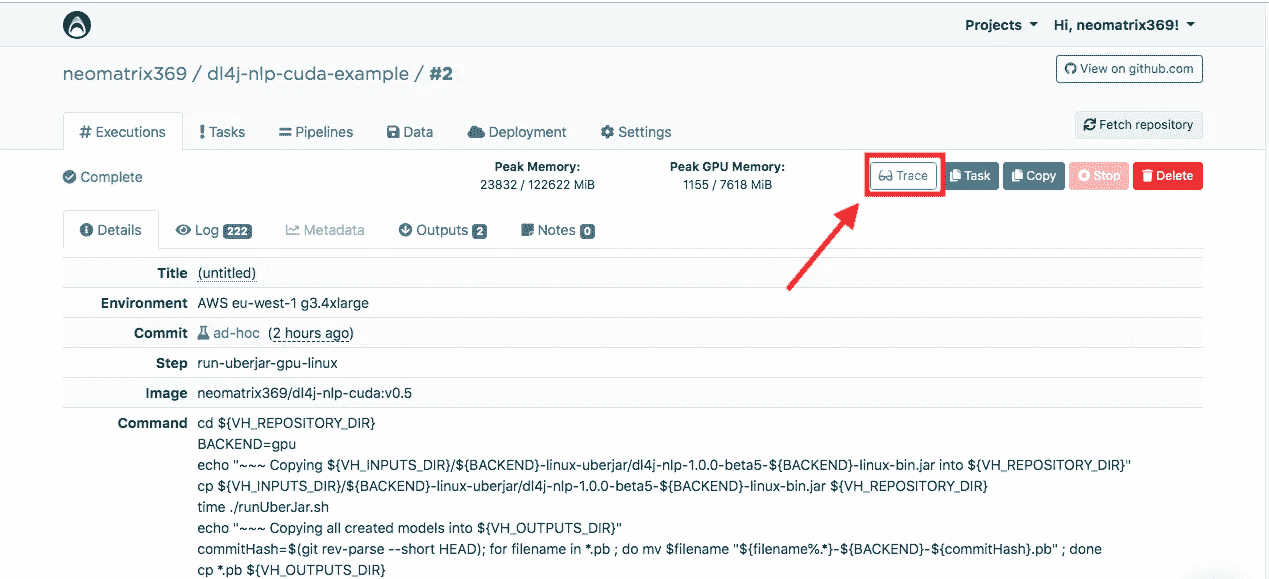 Projects Hi, neomatrix369!
neomatrix369 / dl4j-nlp-cuda-example / #2
View on github.com
# Executions ! Tasks Pipelines Data Deployment Settings
Fetch repository
Complete
Peak Memory:
23832 / 122622 MiB
Peak GPU Memory:
1155 / 7618 MiB
Trace Task Copy Stop Delete
Details Log 222 Metadata Outputs 2 Notes 0
Title (untitled)
Environment AWS eu-west-1 g3.4xlarge
Commit ad-hoc (2 hours ago)
Step run-uberjar-gpu-linux
Image neomatrix369/dl4j-nlp-cuda:v0.5
Command cd ${VH_REPOSITORY_DIR}
BACKEND=gpu
echo "~~~ Copying ${VH_INPUTS_DIR}/${BACKEND}-linux-uberjar/dl4j-nlp-1.0.0-beta5-${BACKEND}-linux-bin.jar into ${VH_REPOSITORY_DIR}"
cp ${VH_INPUTS_DIR}/${BACKEND}-linux-uberjar/dl4j-nlp-1.0.0-beta5-${BACKEND}-linux-bin.jar ${VH_REPOSITORY_DIR}
time ./runUberJar.sh
echo "~~~ Copying all created models into ${VH_OUTPUTS_DIR}"
commitHash=$(git rev-parse --short HEAD); for filename in *.pb ; do mv $filename "${filename%.*}-${BACKEND}-${commitHash}.pb" ; done
cp *.pb ${VH_OUTPUTS_DIR}